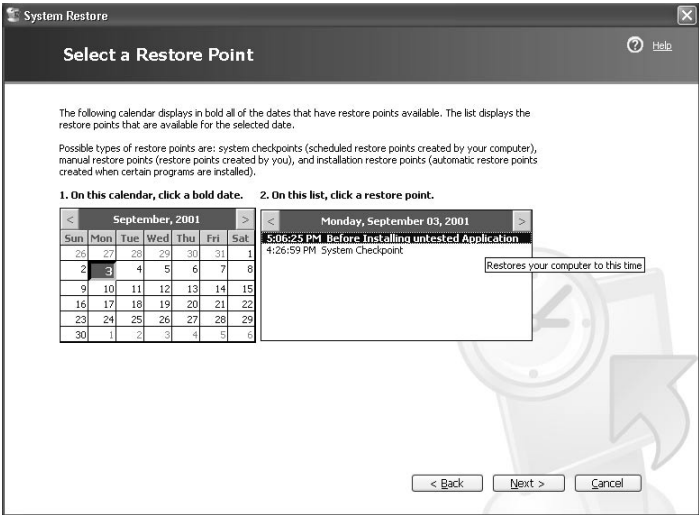 System Restore
Select a Restore Point
Help
The following calendar displays in bold all of the dates that have restore points available. The list displays the
restore points that are available for the selected date.
Possible types of restore points are: system checkpoints (scheduled restore points created by your computer),
manual restore points (restore points created by you), and installation restore points (automatic restore points
created when certain programs are installed).
1. On this calendar, click a bold date.
2. On this list, click a restore point.
< September, 2001 >
Sun Mon Tue Wed Thu Fri Sat
26 27 28 29 30 31 1
2 3 4 5 6 7 8
9 10 11 12 13 14 15
16 17 18 19 20 21 22
23 24 25 26 27 28 29
30 1 2 3 4 5 6
< Monday, September 03, 2001 >
5:06:25 PM Before Installing untested Application
4:26:59 PM System Checkpoint
Restores your computer to this time
< Back
Next >
Cancel